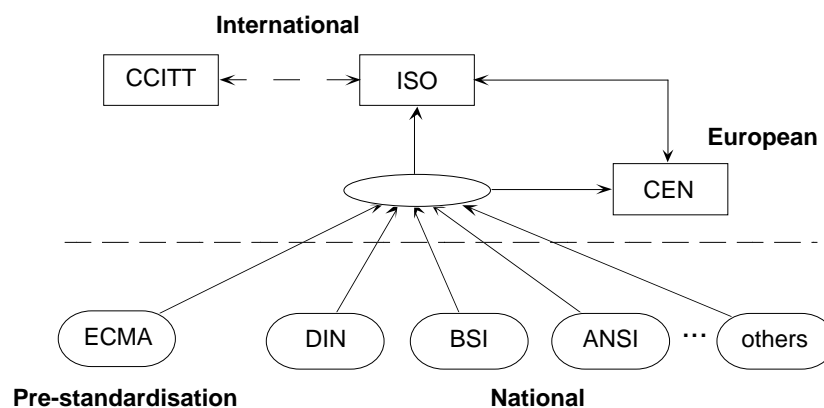 International
CCITT
ISO
European
CEN
ECMA
DIN
BSI
ANSI
...
others
Pre-standardisation
National